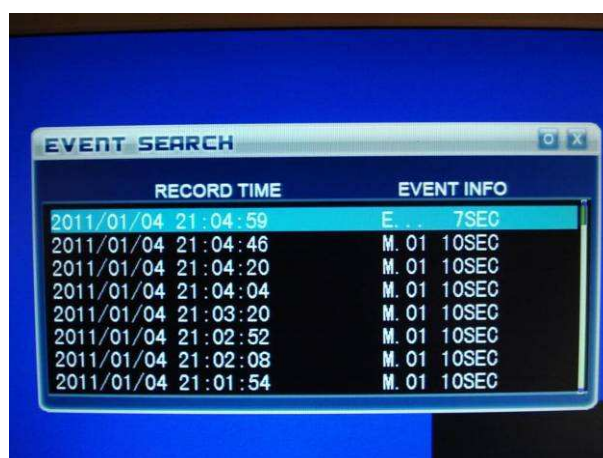 EVENT SEARCH O X
RECORD TIME EVENT INFO
2011/01/04 21:04:59 E... 7SEC
2011/01/04 21:04:46 M.01 10SEC
2011/01/04 21:04:20 M.01 10SEC
2011/01/04 21:04:04 M.01 10SEC
2011/01/04 21:03:20 M.01 10SEC
2011/01/04 21:02:52 M.01 10SEC
2011/01/04 21:02:08 M.01 10SEC
2011/01/04 21:01:54 M.01 10SEC